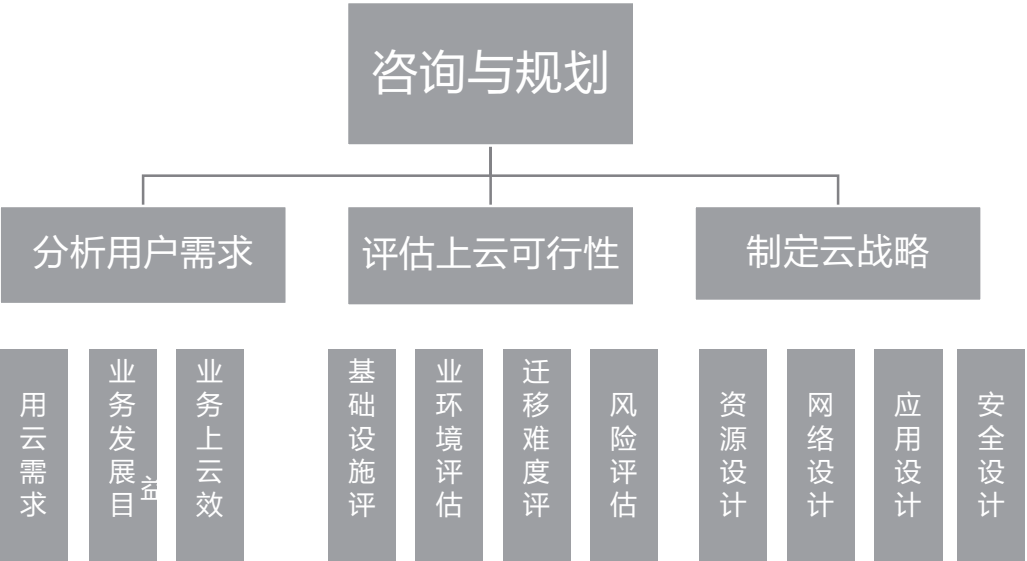 咨询与规划
分析用户需求
评估上云可行性
制定云战略
用云需求
业务发展目
益
业务上云效
基础设施评
业环境评估
迁移难度评
风险评估
资源设计
网络设计
应用设计
安全设计